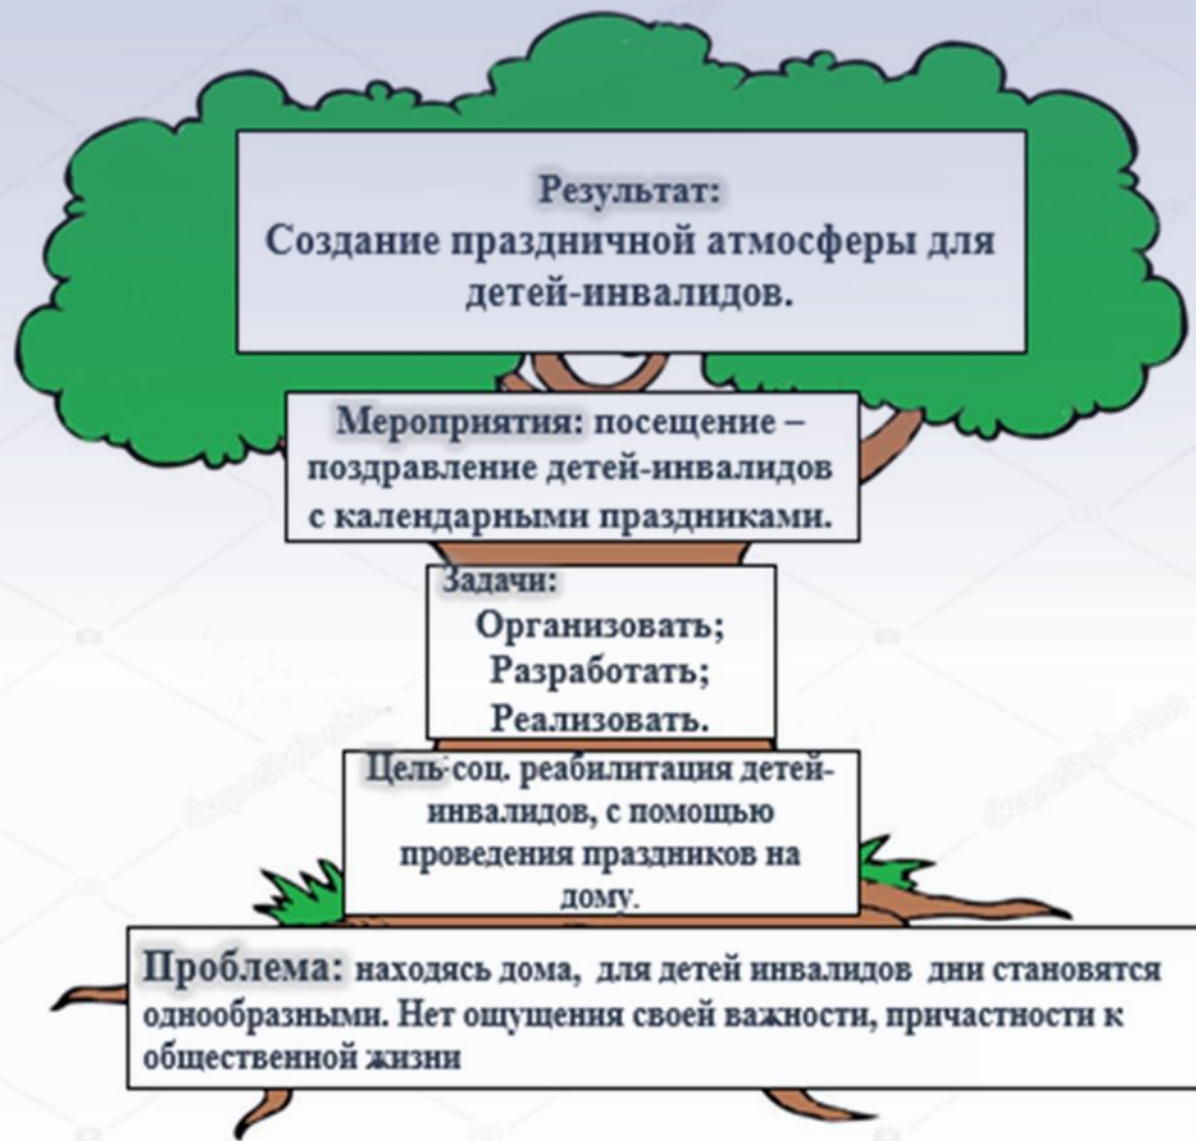 Результат:
Создание праздничной атмосферы для
детей-инвалидов.
Мероприятия: посещение –
поздравление детей-инвалидов
с календарными праздниками.
Задачи:
Организовать;
Разработать;
Реализовать.
Цель-соц. реабилитация детей-
инвалидов, с помощью
проведения праздников на
дому.
Проблема: находясь дома, для детей инвалидов дни становятся
однообразными. Нет ощущения своей важности, причастности к
общественной жизни